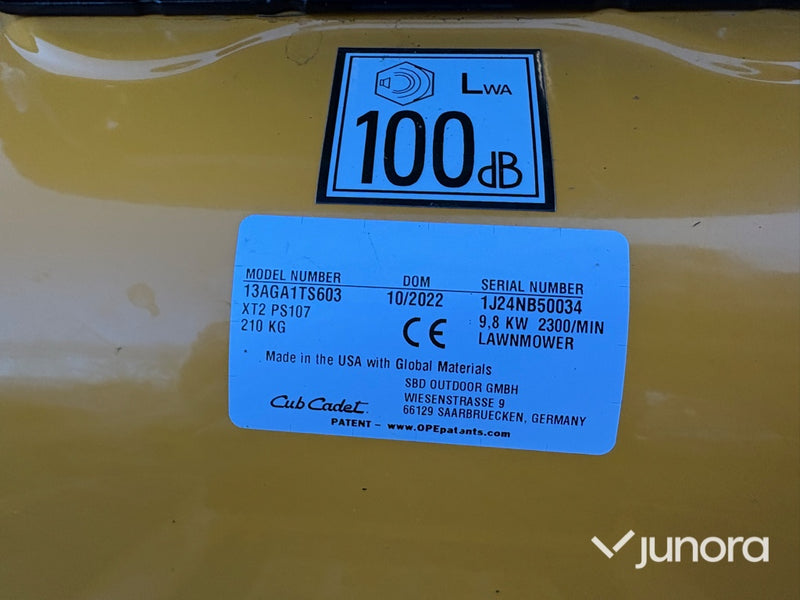 LWA
100dB
MODEL NUMBER DOM SERIAL NUMBER
13AGA1TS603 10/2022 1J24NB50034
XT2 PS107 9,8 KW 2300/MIN
210 KG CE LAWNMOWER
Made in the USA with Global Materials
SBD OUTDOOR GMBH
WIESENSTRASSE 9
Cub Cadet 66129 SAARBRUECKEN, GERMANY
PATENT – www.OPEpatents.com
junora